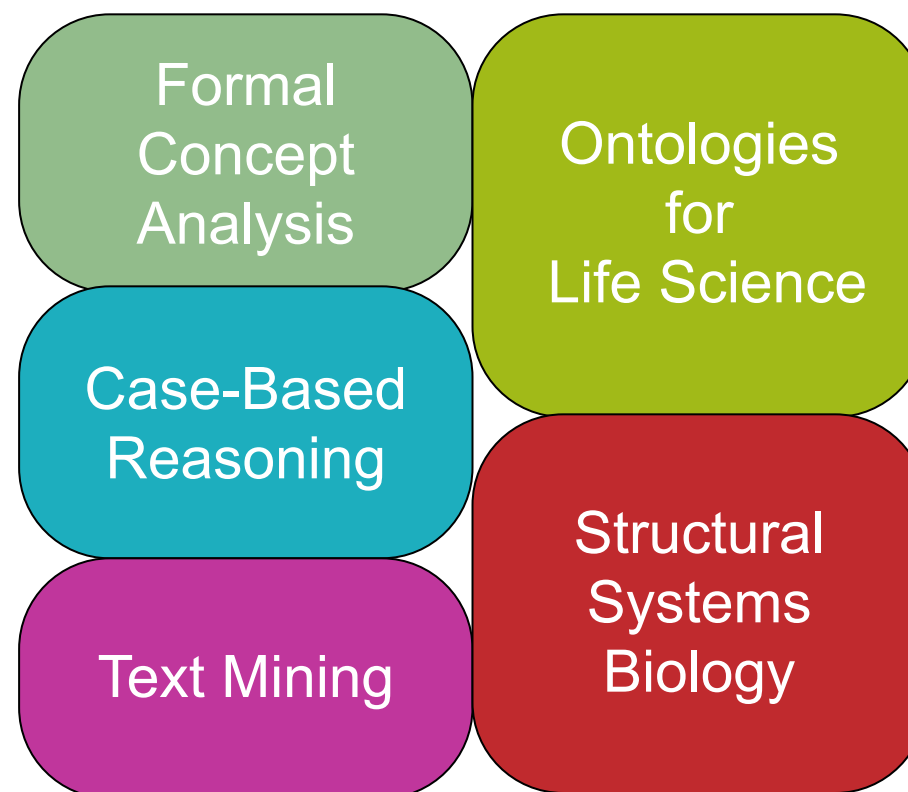 Formal
Concept
Analysis
Case-Based
Reasoning
Text Mining
Ontologies
for
Life Science
Structural
Systems
Biology